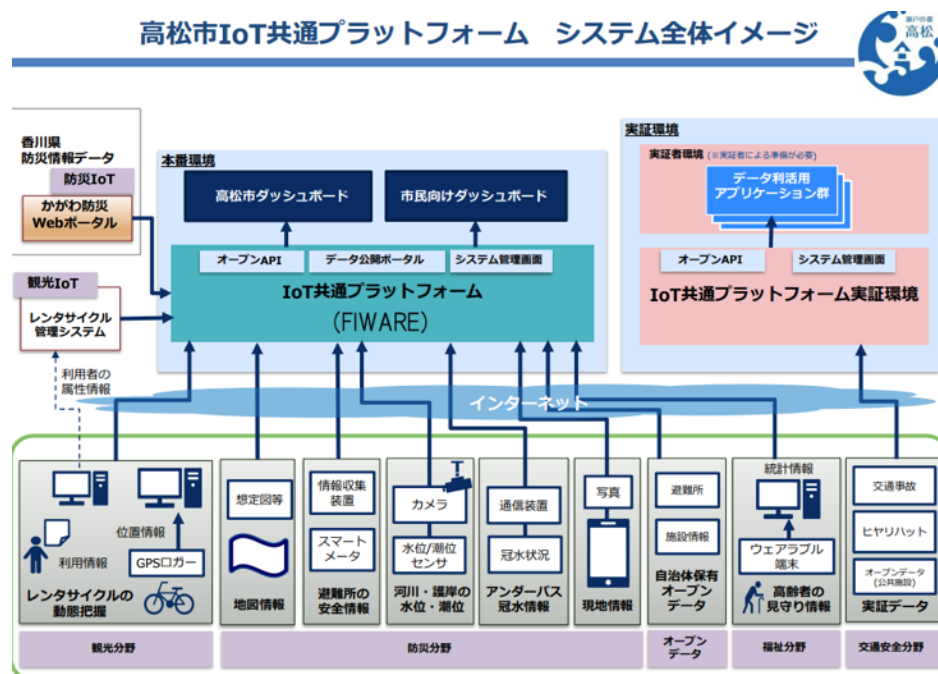 高松市IoT共通プラットフォーム　システム全体イメージ
瀬戸の都
高松
香川県
防災情報データ
防災IoT
かがわ防災
Webポータル
観光IoT
レンタサイクル
管理システム
利用者の
属性情報
本番環境
高松市ダッシュボード
市民向けダッシュボード
オープンAPI
データ公開ポータル
システム管理画面
IoT共通プラットフォーム
(FIWARE)
実証環境
実証者環境 (※実証者による準備が必要)
データ利活用
アプリケーション群
オープンAPI
システム管理画面
IoT共通プラットフォーム実証環境
インターネット
位置情報
利用情報
GPSロガー
レンタサイクルの
動態把握
想定図等
地図情報
情報収集
装置
スマート
メータ
避難所の
安全情報
カメラ
水位/潮位
センサ
河川・護岸の
水位・潮位
通信装置
冠水状況
アンダーパス
冠水情報
写真
現地情報
避難所
施設情報
自治体保有
オープン
データ
統計情報
ウェアラブル
端末
高齢者の
見守り情報
交通事故
ヒヤリハット
オープンデータ
(公共施設)
実証データ
観光分野
防災分野
オープン
データ
福祉分野
交通安全分野